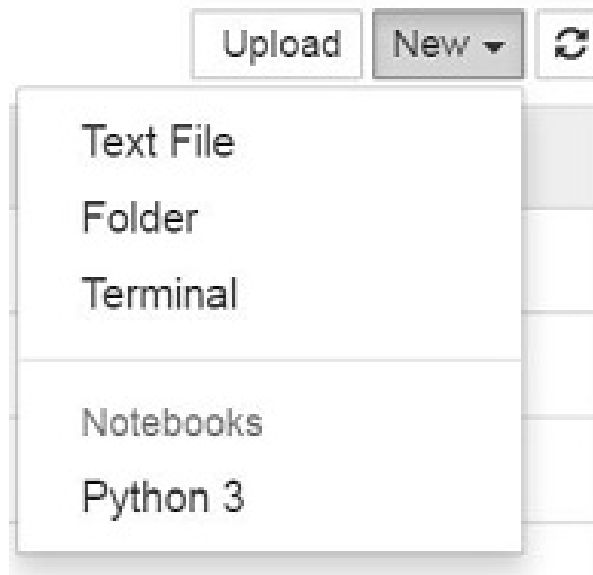 Upload New
Text File
Folder
Terminal
Notebooks
Python 3